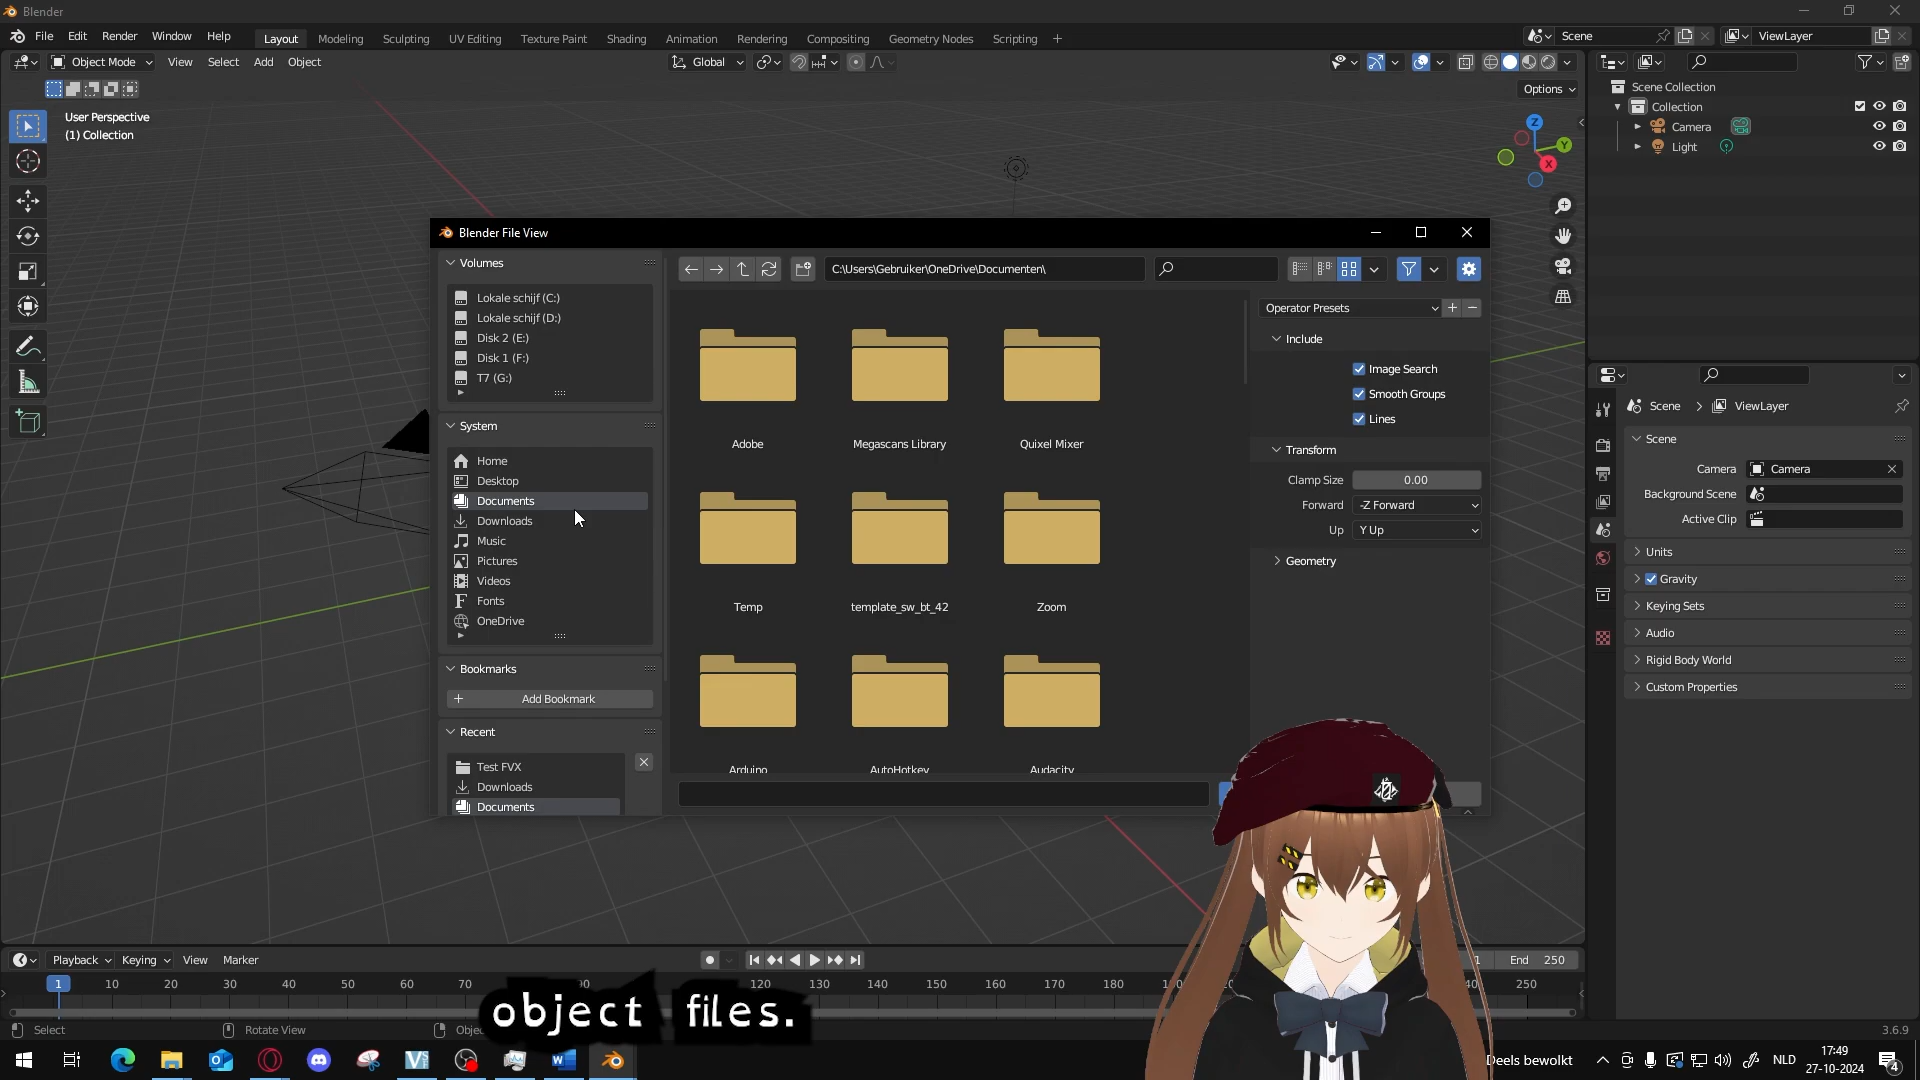 Blender
File Edit Render Window Help
Layout Modeling Sculpting UV Editing Texture Paint Shading Animation Rendering Compositing Geometry Nodes Scripting +
Scene
ViewLayer
Object Mode View Select Add Object
Global
Options
User Perspective
(1) Collection
Z
Y
X
Scene Collection
Collection
Camera
Light
Blender File View
Volumes
Lokale schijf (C:)
Lokale schijf (D:)
Disk 2 (E:)
Disk 1 (F:)
T7 (G:)
System
Home
Desktop
Documents
Downloads
Music
Pictures
Videos
Fonts
OneDrive
Bookmarks
Add Bookmark
Recent
Test FVX
Downloads
Documents
C:\Users\Gebruiker\OneDrive\Documenten\
Adobe Megascans Library Quixel Mixer
Temp template_sw_bt_42 Zoom
Arduino AutoHotkey Audacity
Operator Presets
Include
Image Search
Smooth Groups
Lines
Transform
Clamp Size 0.00
Forward -Z Forward
Up Y Up
Geometry
Scene ViewLayer
Scene
Camera Camera
Background Scene
Active Clip
Units
Gravity
Keying Sets
Audio
Rigid Body World
Custom Properties
Playback Keying View Marker
1 End 250
1 10 20 30 40 50 60 70 130 140 150 160 170 180 250
object files.
Select Rotate View
3.6.9
Deels bewolkt
NLD
17:49
27-10-2024
4